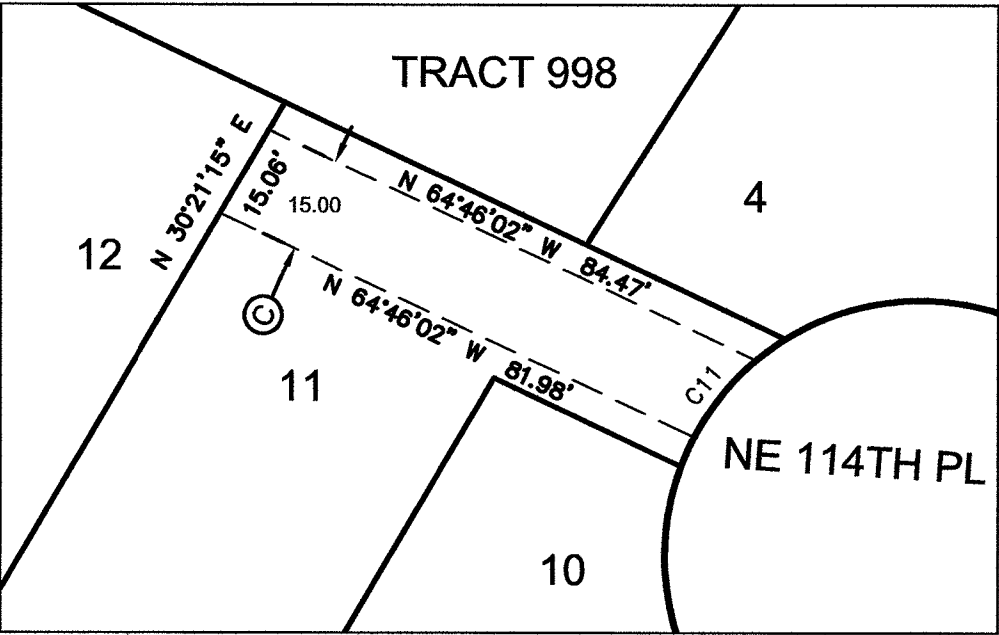 TRACT 998
N 30°21'15" E
15.06'
15.00
N 64°46'02" W 84.47'
4
12
C
N 64°46'02" W 81.98'
11
C11
NE 114TH PL
10